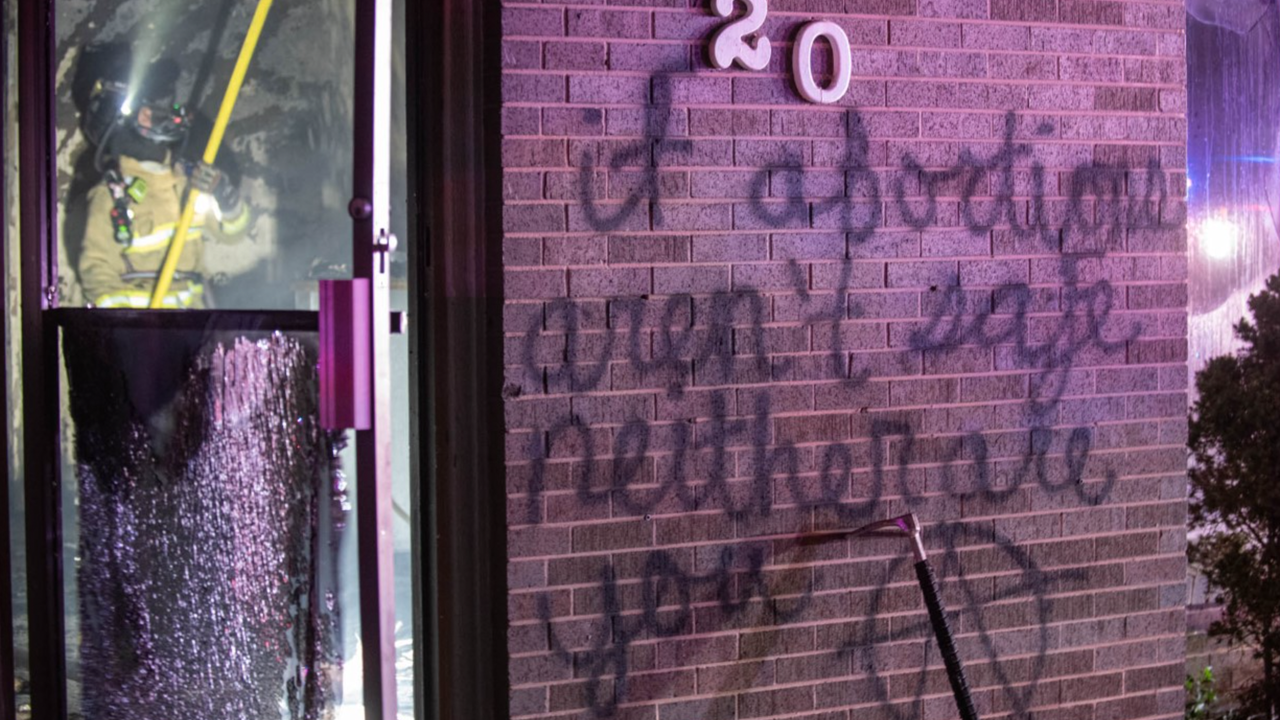 20
if abortions
aren't safe
neither are
you